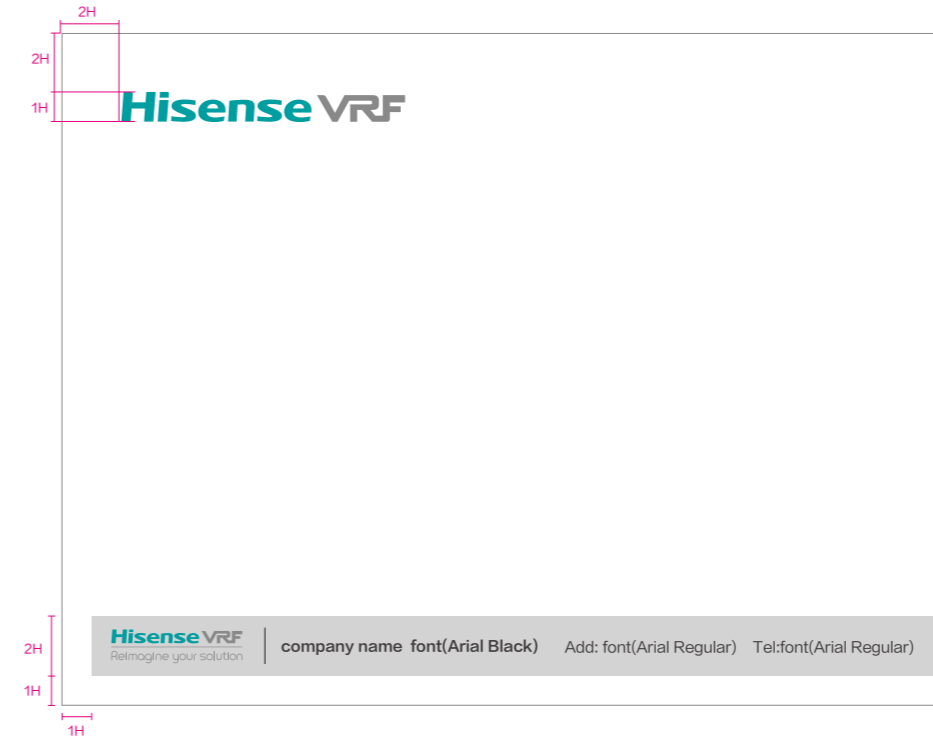 2H
2H
1H
Hisense VRF
2H
Hisense VRF
Reimagine your solution
company name font(Arial Black)
Add: font(Arial Regular)
Tel:font(Arial Regular)
1H
1H